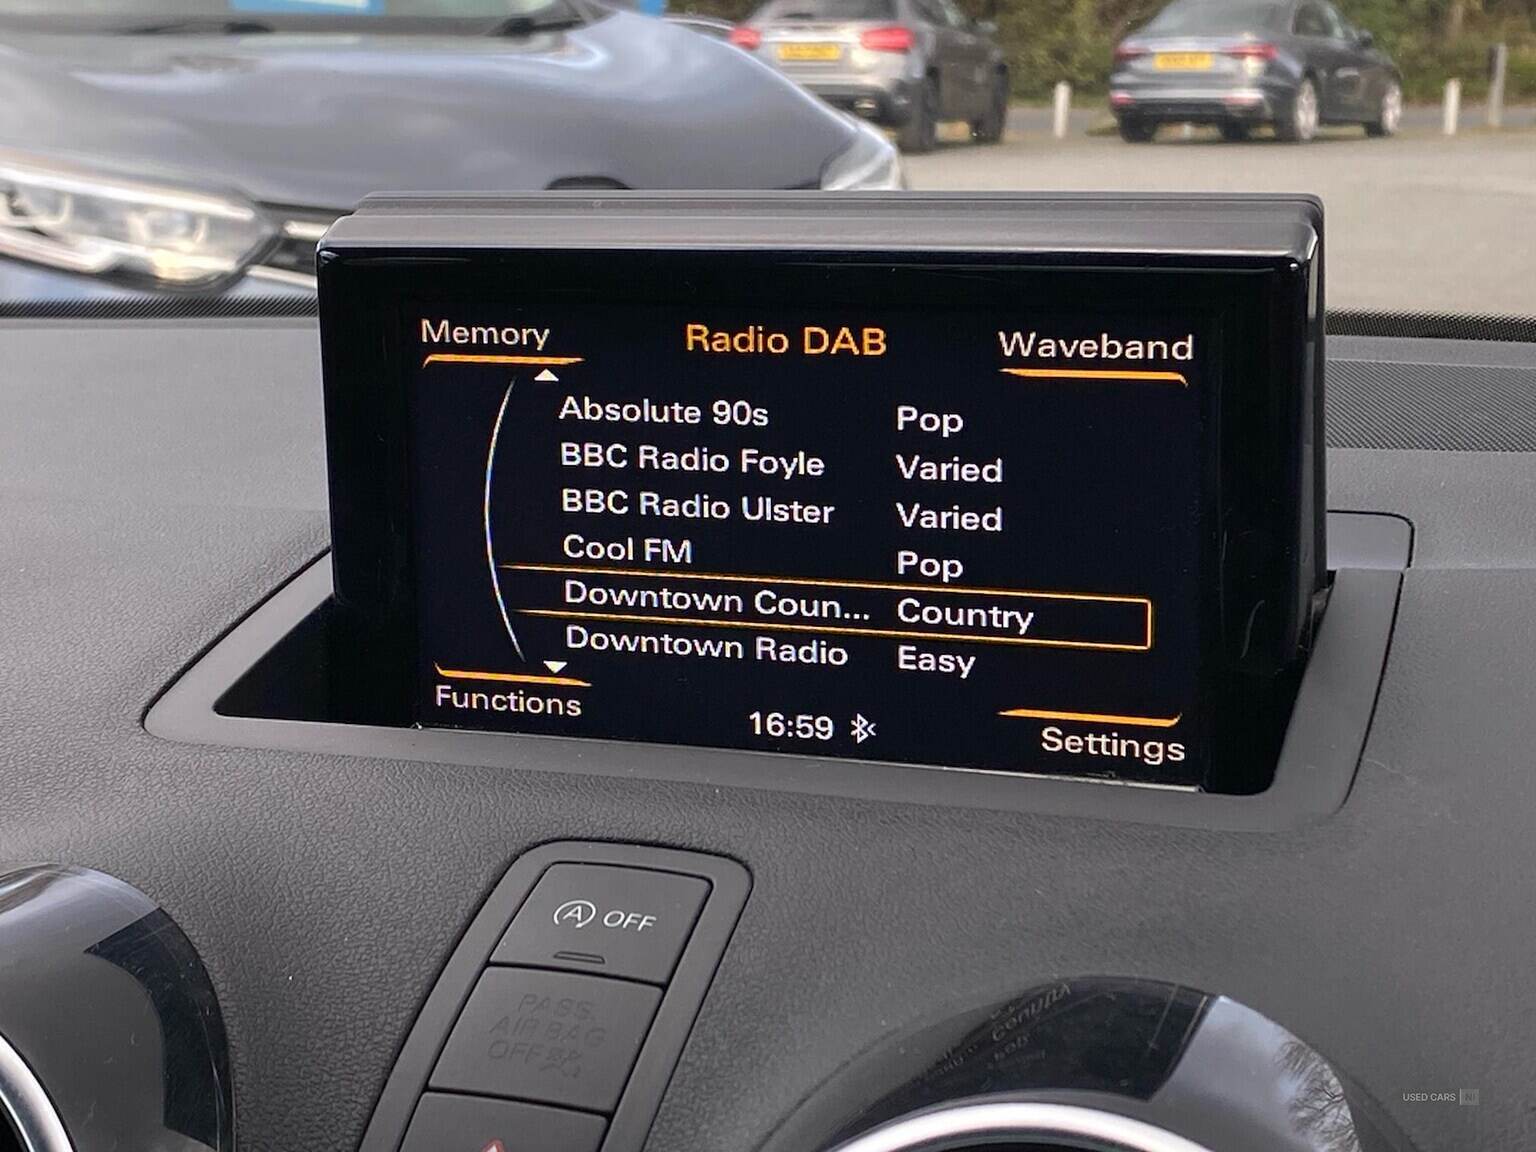 Memory Radio DAB Waveband
Absolute 90s Pop
BBC Radio Foyle Varied
BBC Radio Ulster Varied
Cool FM Pop
Downtown Coun... Country
Downtown Radio Easy
Functions 16:59 Settings
A OFF
PASS
AIR BAG
OFF
USED CARS NI